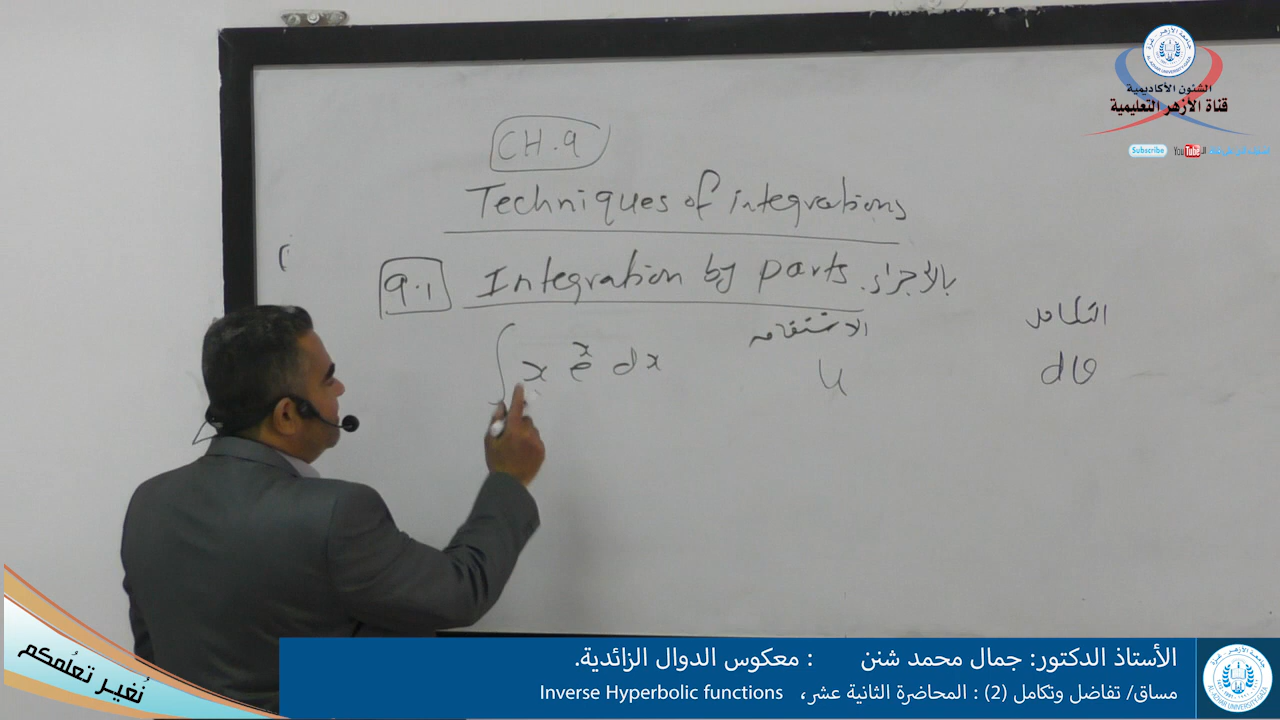 الشئون الأكاديمية
قناة الأزهر التعليمية
Subscribe YouTube
CH.9
Techniques of integrations
9.1 Integration by parts. بالأجزاء
الاشتقاق
التكامل
∫ x eˣ dx
u
dv
نُغير تعلُمكم
الأستاذ الدكتور: جمال محمد شنن : معكوس الدوال الزائدية.
مساق/ تفاضل وتكامل (2) : المحاضرة الثانية عشر، Inverse Hyperbolic functions